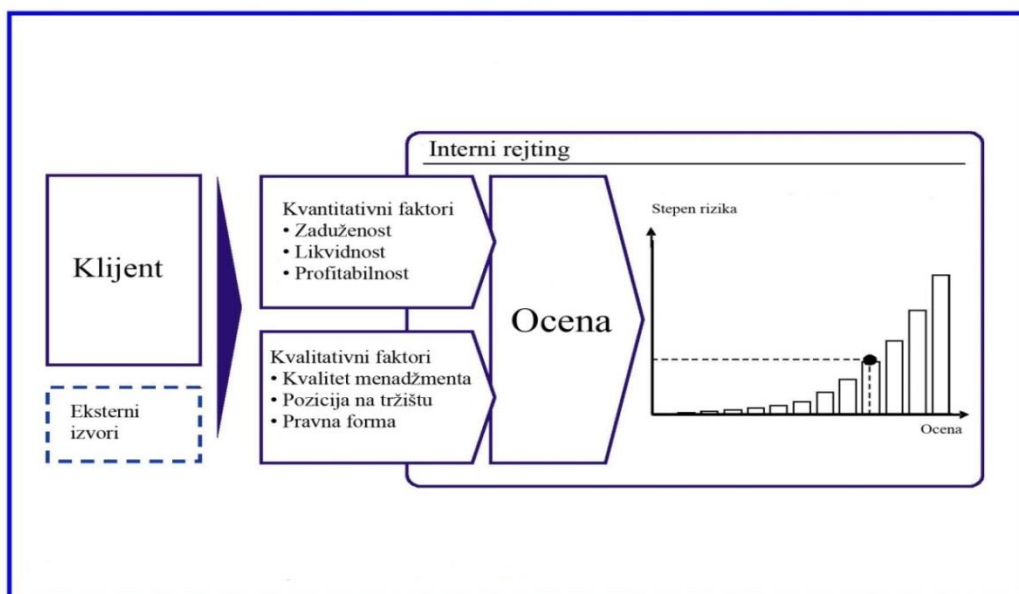 Interni rejting
Klijent
Eksterni
izvori
Kvantitativni faktori
• Zaduženost
• Likvidnost
• Profitabilnost
Kvalitativni faktori
• Kvalitet menadžmenta
• Pozicija na tržištu
• Pravna forma
Ocena
Stepen rizika
Ocena